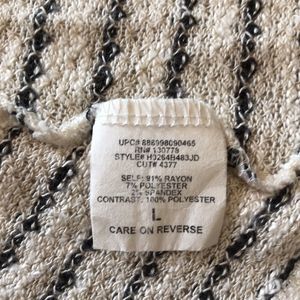 UPC# 886998090465
RN# 130779
STYLE# H9264B483JD
CUT# 4377
SELF: 91% RAYON
7% POLYESTER
2% SPANDEX
CONTRAST: 100% POLYESTER
L
CARE ON REVERSE